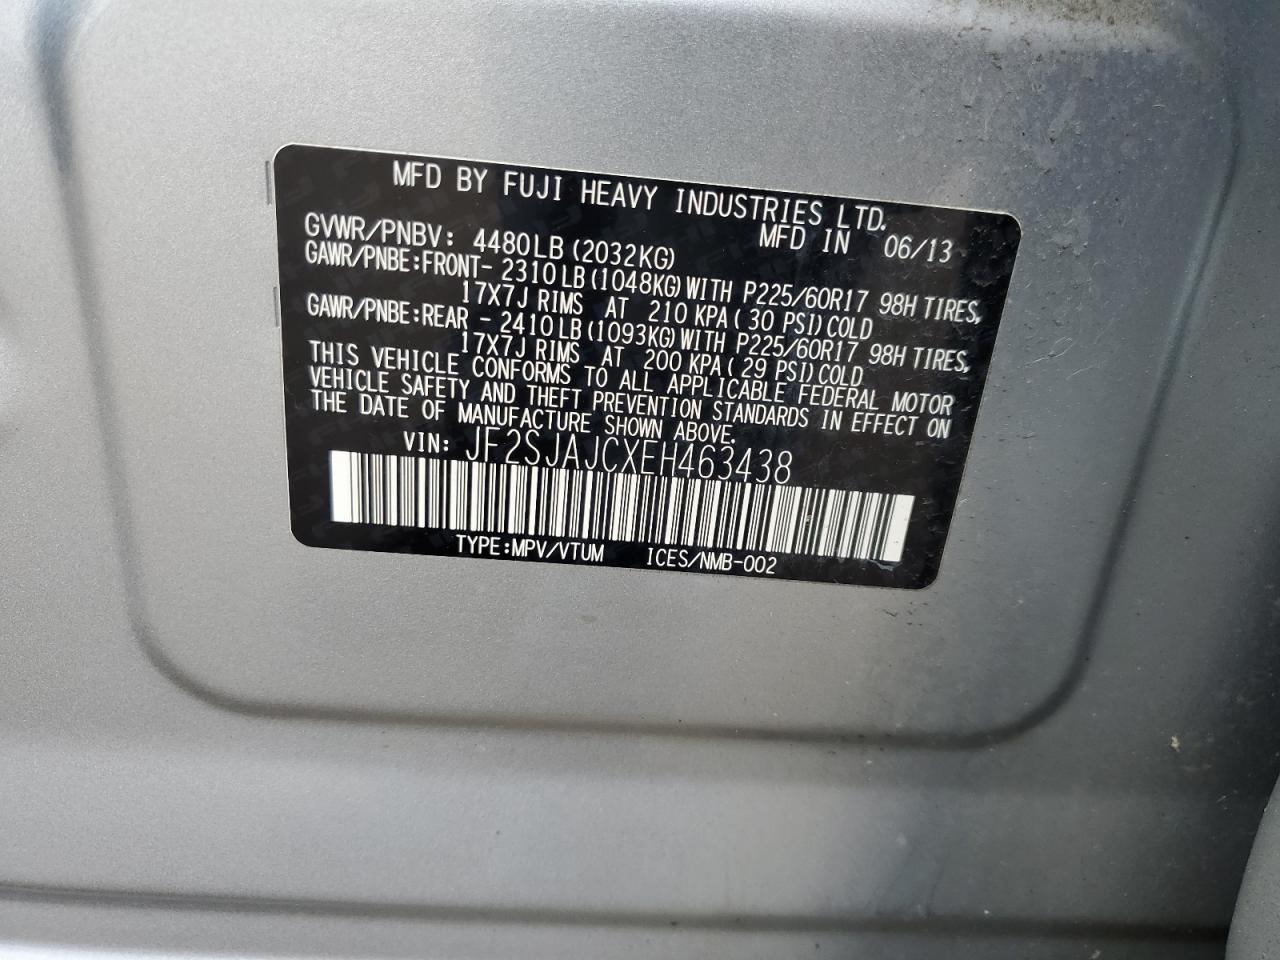 MFD BY FUJI HEAVY INDUSTRIES LTD.
MFD IN 06/13
GVWR/PNBV: 4480LB (2032KG)
GAWR/PNBE:FRONT- 2310LB(1048KG)WITH P225/60R17 98H TIRES,
17X7J RIMS AT 210 KPA( 30 PSI)COLD
GAWR/PNBE:REAR - 2410LB(1093KG)WITH P225/60R17 98H TIRES,
17X7J RIMS AT 200 KPA( 29 PSI)COLD
THIS VEHICLE CONFORMS TO ALL APPLICABLE FEDERAL MOTOR
VEHICLE SAFETY AND THEFT PREVENTION STANDARDS IN EFFECT ON
THE DATE OF MANUFACTURE SHOWN ABOVE.
VIN: JF2SJAJCXEH463438
TYPE:MPV/VTUM ICES/NMB-002